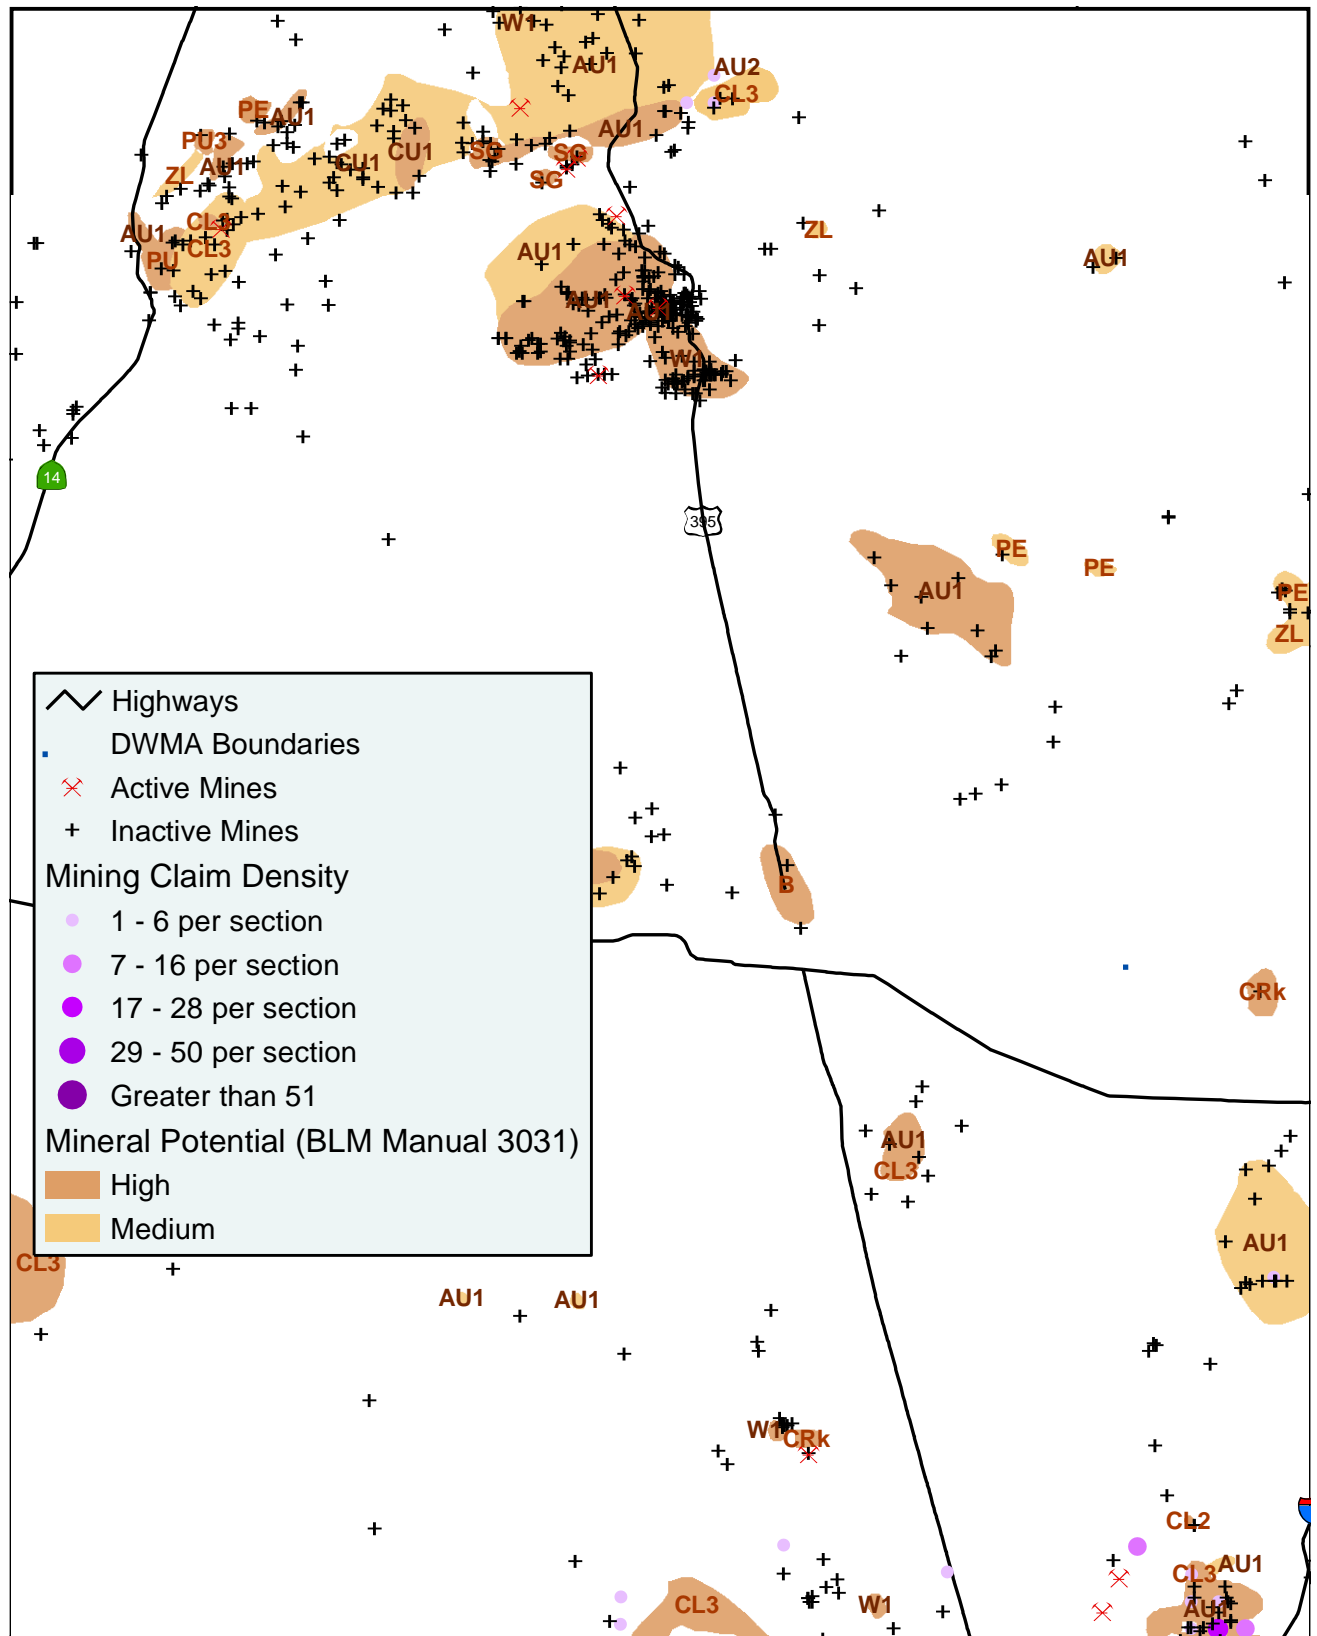 W1
AU1
AU2
CL3
PE
AU1
AU1
PU3
CU1
CU1
SG
SG
ZL
AU1
SG
CL3
AU1
CL3
PU
ZL
AU1
AU1
AU1
AU1
W1
14
395
PE
PE
AU1
PE
ZL
Highways
DWMA Boundaries
Active Mines
Inactive Mines
Mining Claim Density
1 - 6 per section
7 - 16 per section
17 - 28 per section
29 - 50 per section
Greater than 51
Mineral Potential (BLM Manual 3031)
High
Medium
B
CRk
AU1
CL3
AU1
CL3
AU1
AU1
W1
CRk
CL2
AU1
CL3
CL3
W1
AU1